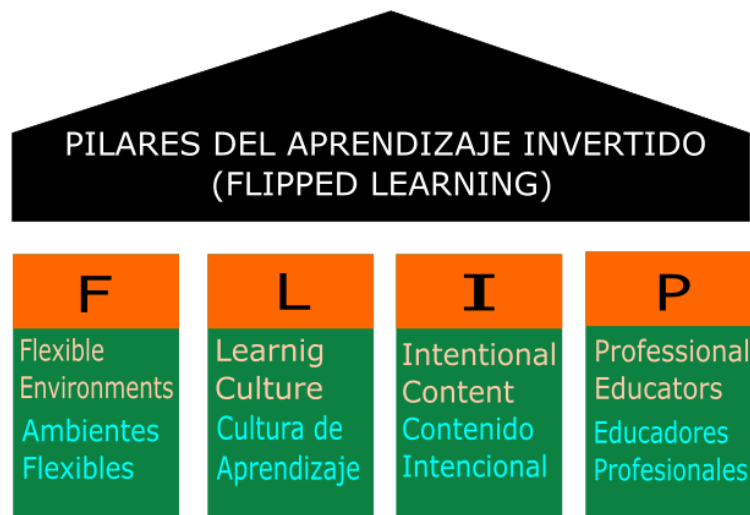 PILARES DEL APRENDIZAJE INVERTIDO
(FLIPPED LEARNING)
F
Flexible
Environments
Ambientes
Flexibles
L
Learnig
Culture
Cultura de
Aprendizaje
I
Intentional
Content
Contenido
Intencional
P
Professional
Educators
Educadores
Profesionales